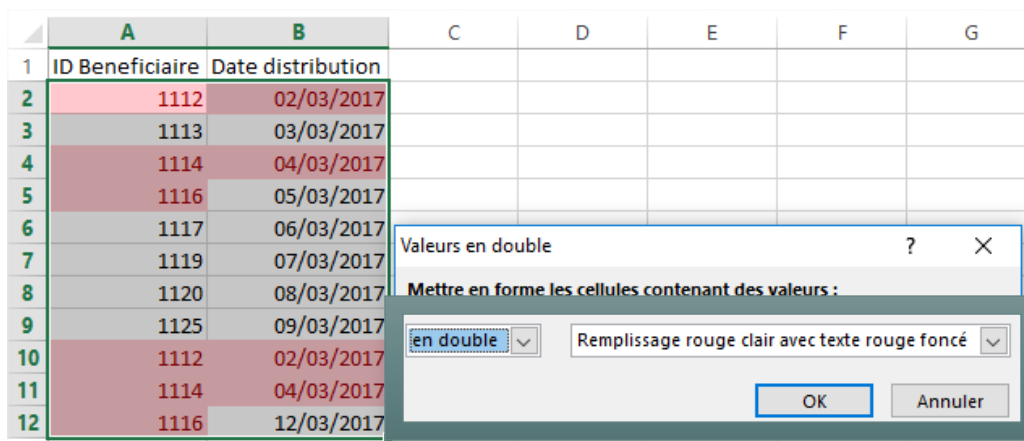 A B C D E F G
1 ID Beneficiaire Date distribution
2 1112 02/03/2017
3 1113 03/03/2017
4 1114 04/03/2017
5 1116 05/03/2017
6 1117 06/03/2017
7 1119 07/03/2017
8 1120 08/03/2017
9 1125 09/03/2017
10 1112 02/03/2017
11 1114 04/03/2017
12 1116 12/03/2017
Valeurs en double ?
Mettre en forme les cellules contenant des valeurs :
en double Remplissage rouge clair avec texte rouge foncé
OK Annuler